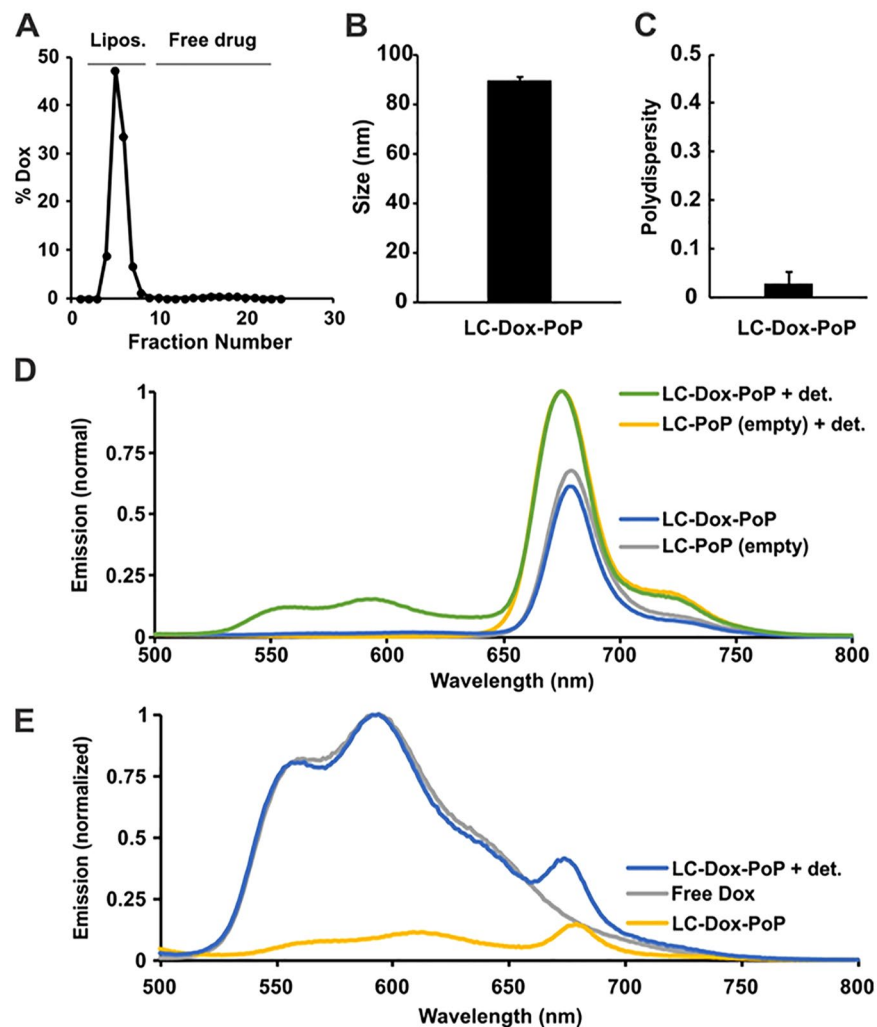 A
Lipos.
Free drug
50
40
30
20
10
0
% Dox
0
10
20
30
Fraction Number
B
100
80
60
40
20
0
Size (nm)
LC-Dox-PoP
C
0.5
0.4
0.3
0.2
0.1
0
Polydispersity
LC-Dox-PoP
D
1
0.75
0.5
0.25
0
Emission (normal)
LC-Dox-PoP + det.
LC-PoP (empty) + det.
LC-Dox-PoP
LC-PoP (empty)
500
550
600
650
700
750
800
Wavelength (nm)
E
1
0.75
0.5
0.25
0
Emission (normalized)
LC-Dox-PoP + det.
Free Dox
LC-Dox-PoP
500
550
600
650
700
750
800
Wavelength (nm)